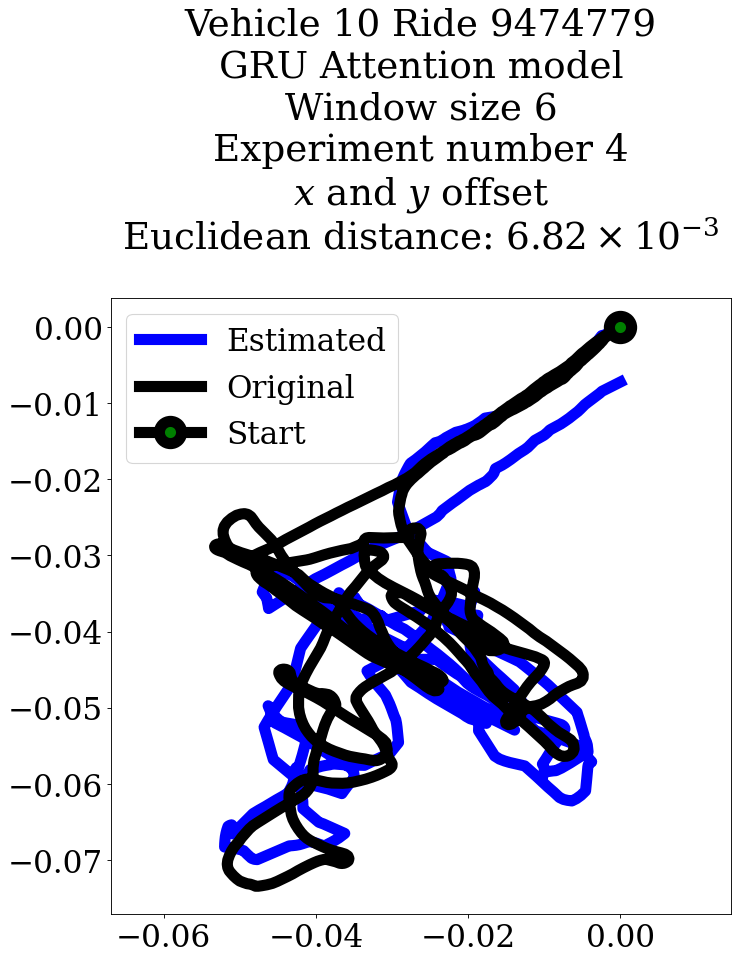 Vehicle 10 Ride 9474779
GRU Attention model
Window size 6
Experiment number 4
x and y offset
Euclidean distance: 6.82 × 10⁻³
Estimated
Original
Start
0.00
−0.01
−0.02
−0.03
−0.04
−0.05
−0.06
−0.07
−0.06 −0.04 −0.02 0.00